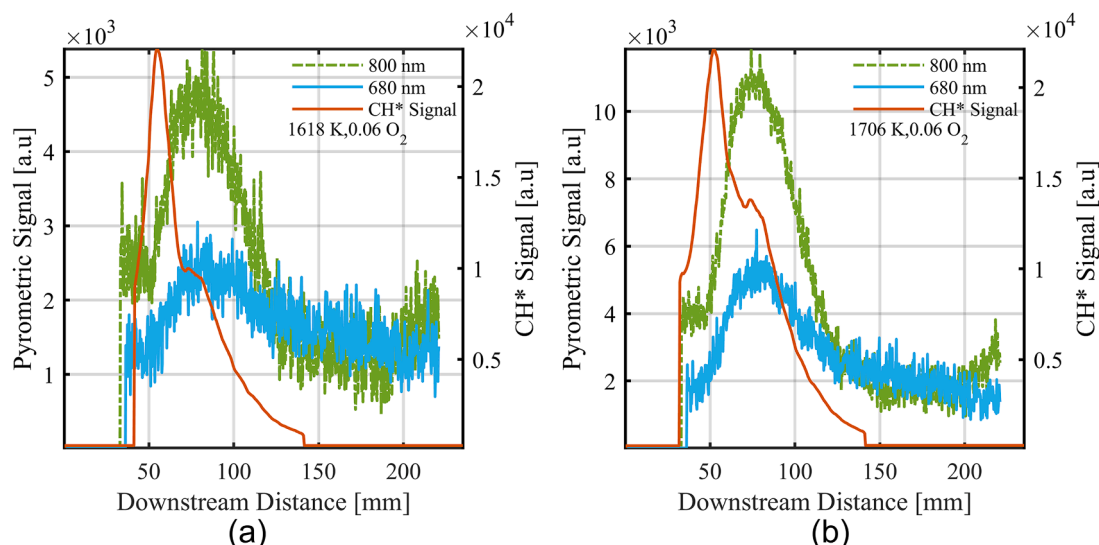 ×10³
×10⁴
5
4
3
2
1
2
1.5
1
0.5
50
100
150
200
Pyrometric Signal [a.u]
CH* Signal [a.u]
Downstream Distance [mm]
800 nm
680 nm
CH* Signal
1618 K,0.06 O₂
(a)
×10³
×10⁴
10
8
6
4
2
2
1.5
1
0.5
50
100
150
200
Pyrometric Signal [a.u]
CH* Signal [a.u]
Downstream Distance [mm]
800 nm
680 nm
CH* Signal
1706 K,0.06 O₂
(b)